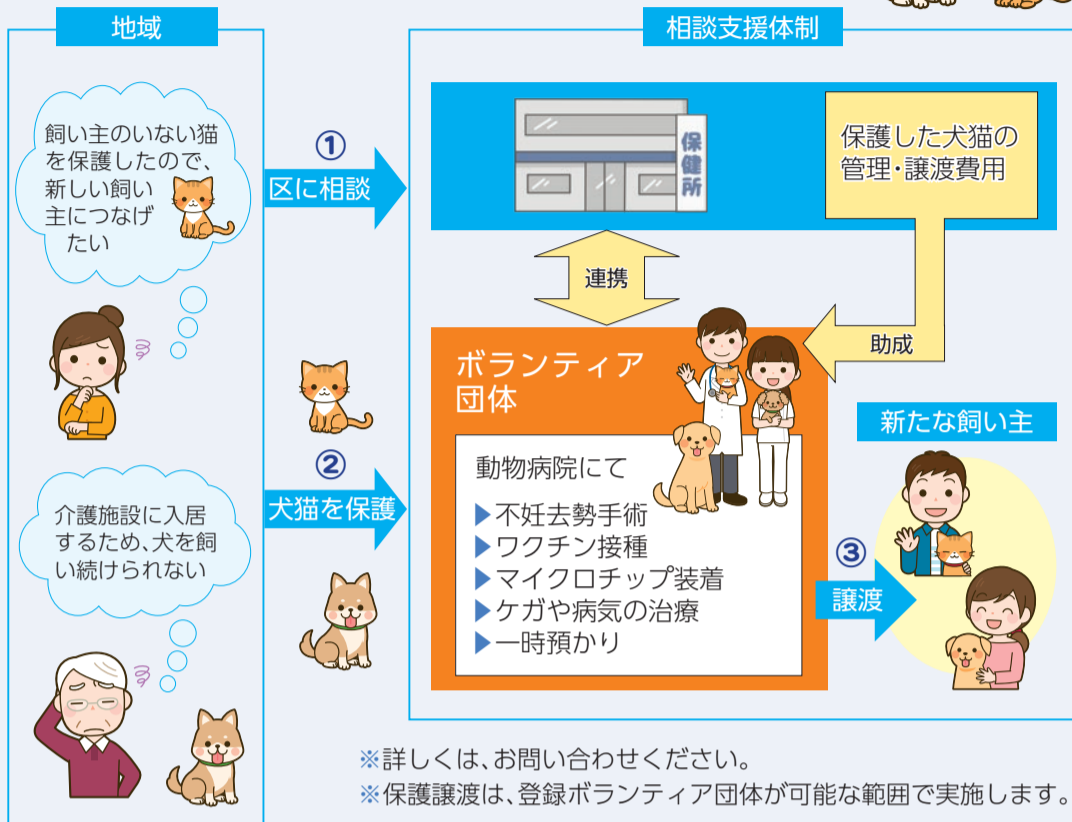 地域
飼い主のいない猫
を保護したので、
新しい飼い
主につなげ
たい
介護施設に入居
するため、犬を飼
い続けられない
①
区に相談
②
犬猫を保護
相談支援体制
保健所
保護した犬猫の
管理・譲渡費用
連携
助成
ボランティア
団体
動物病院にて
▶不妊去勢手術
▶ワクチン接種
▶マイクロチップ装着
▶ケガや病気の治療
▶一時預かり
③
譲渡
新たな飼い主
※詳しくは、お問い合わせください。
※保護譲渡は、登録ボランティア団体が可能な範囲で実施します。